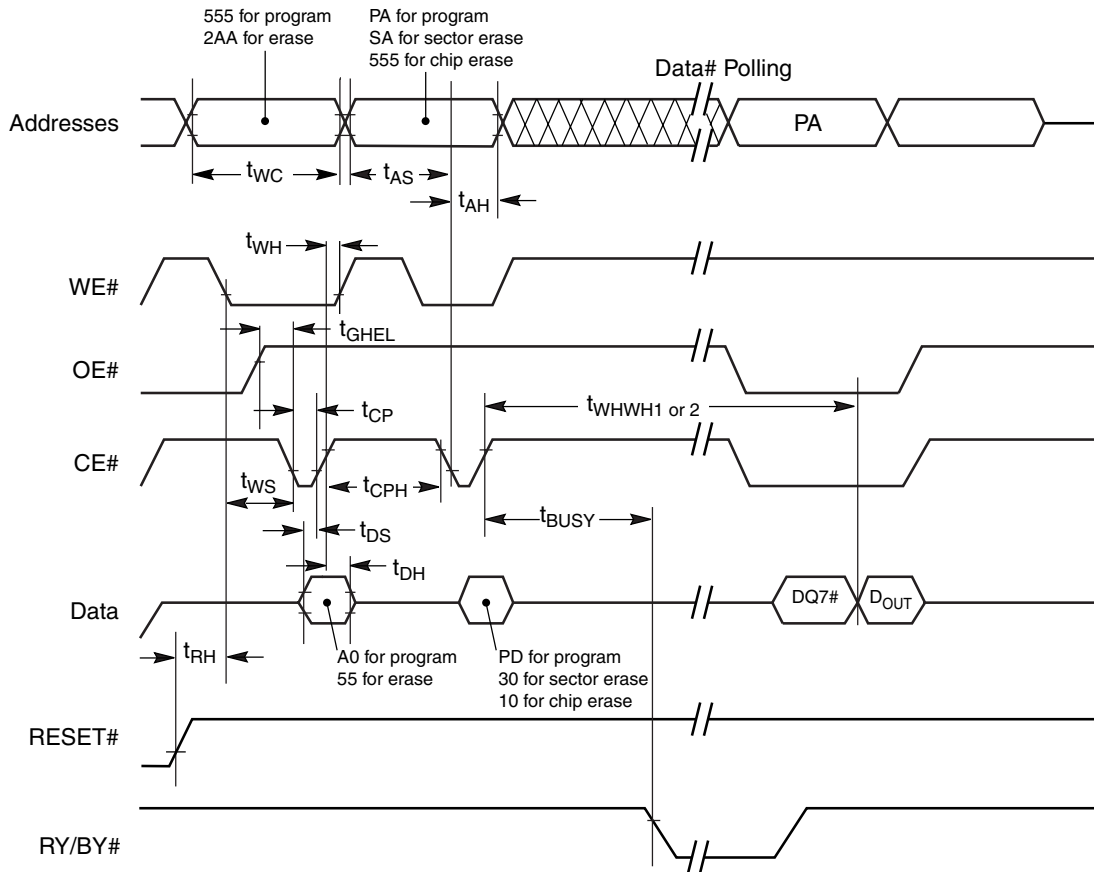 555 for program
2AA for erase
PA for program
SA for sector erase
555 for chip erase
Data# Polling
Addresses
PA
tWC
tAS
tAH
tWH
WE#
tGHEL
OE#
tWHWH1 or 2
tCP
CE#
tWS
tCPH
tBUSY
tDS
tDH
Data
DQ7#
DOUT
tRH
A0 for program
55 for erase
PD for program
30 for sector erase
10 for chip erase
RESET#
RY/BY#